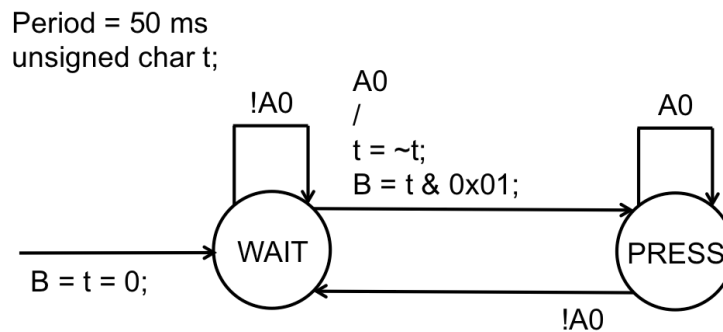 Period = 50 ms
unsigned char t;
!A0
A0
/
t = ~t;
B = t & 0x01;
A0
WAIT
PRESS
B = t = 0;
!A0